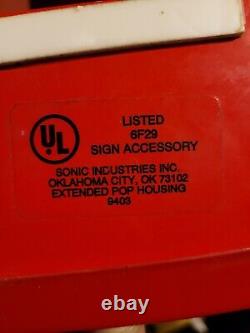 UL
LISTED
6F29
SIGN ACCESSORY
SONIC INDUSTRIES INC.
OKLAHOMA CITY, OK 73102
EXTENDED POP HOUSING
9403